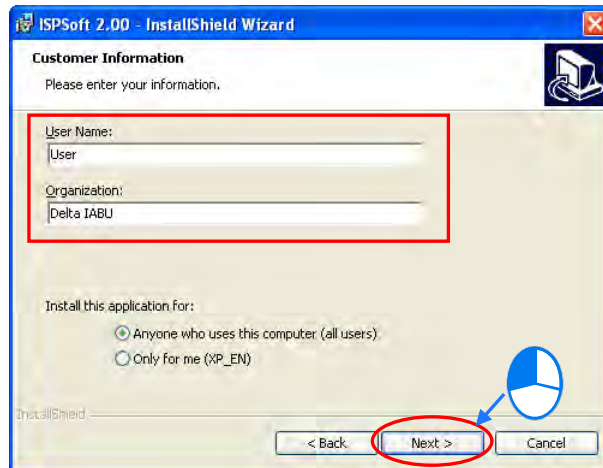 ISPSoft 2.00 - InstallShield Wizard
Customer Information
Please enter your information.
User Name:
User
Organization:
Delta IABU
Install this application for:
Anyone who uses this computer (all users)
Only for me (XP_EN)
InstallShield
< Back
Next >
Cancel